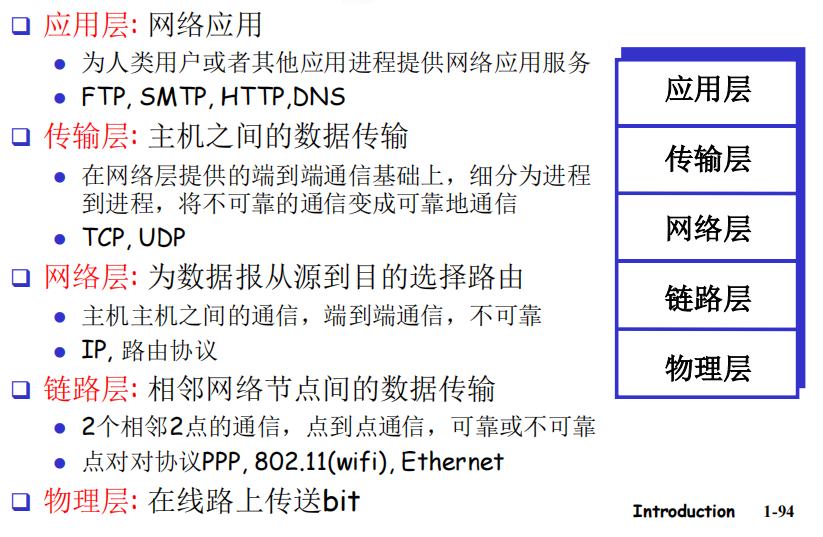 应用层: 网络应用
为人类用户或者其他应用进程提供网络应用服务
FTP, SMTP, HTTP,DNS
传输层: 主机之间的数据传输
在网络层提供的端到端通信基础上，细分为进程
到进程，将不可靠的通信变成可靠地通信
TCP, UDP
网络层: 为数据报从源到目的选择路由
主机主机之间的通信，端到端通信，不可靠
IP, 路由协议
链路层: 相邻网络节点间的数据传输
2个相邻2点的通信，点到点通信，可靠或不可靠
点对对协议PPP, 802.11(wifi), Ethernet
物理层: 在线路上传送bit
应用层
传输层
网络层
链路层
物理层
Introduction 1-94